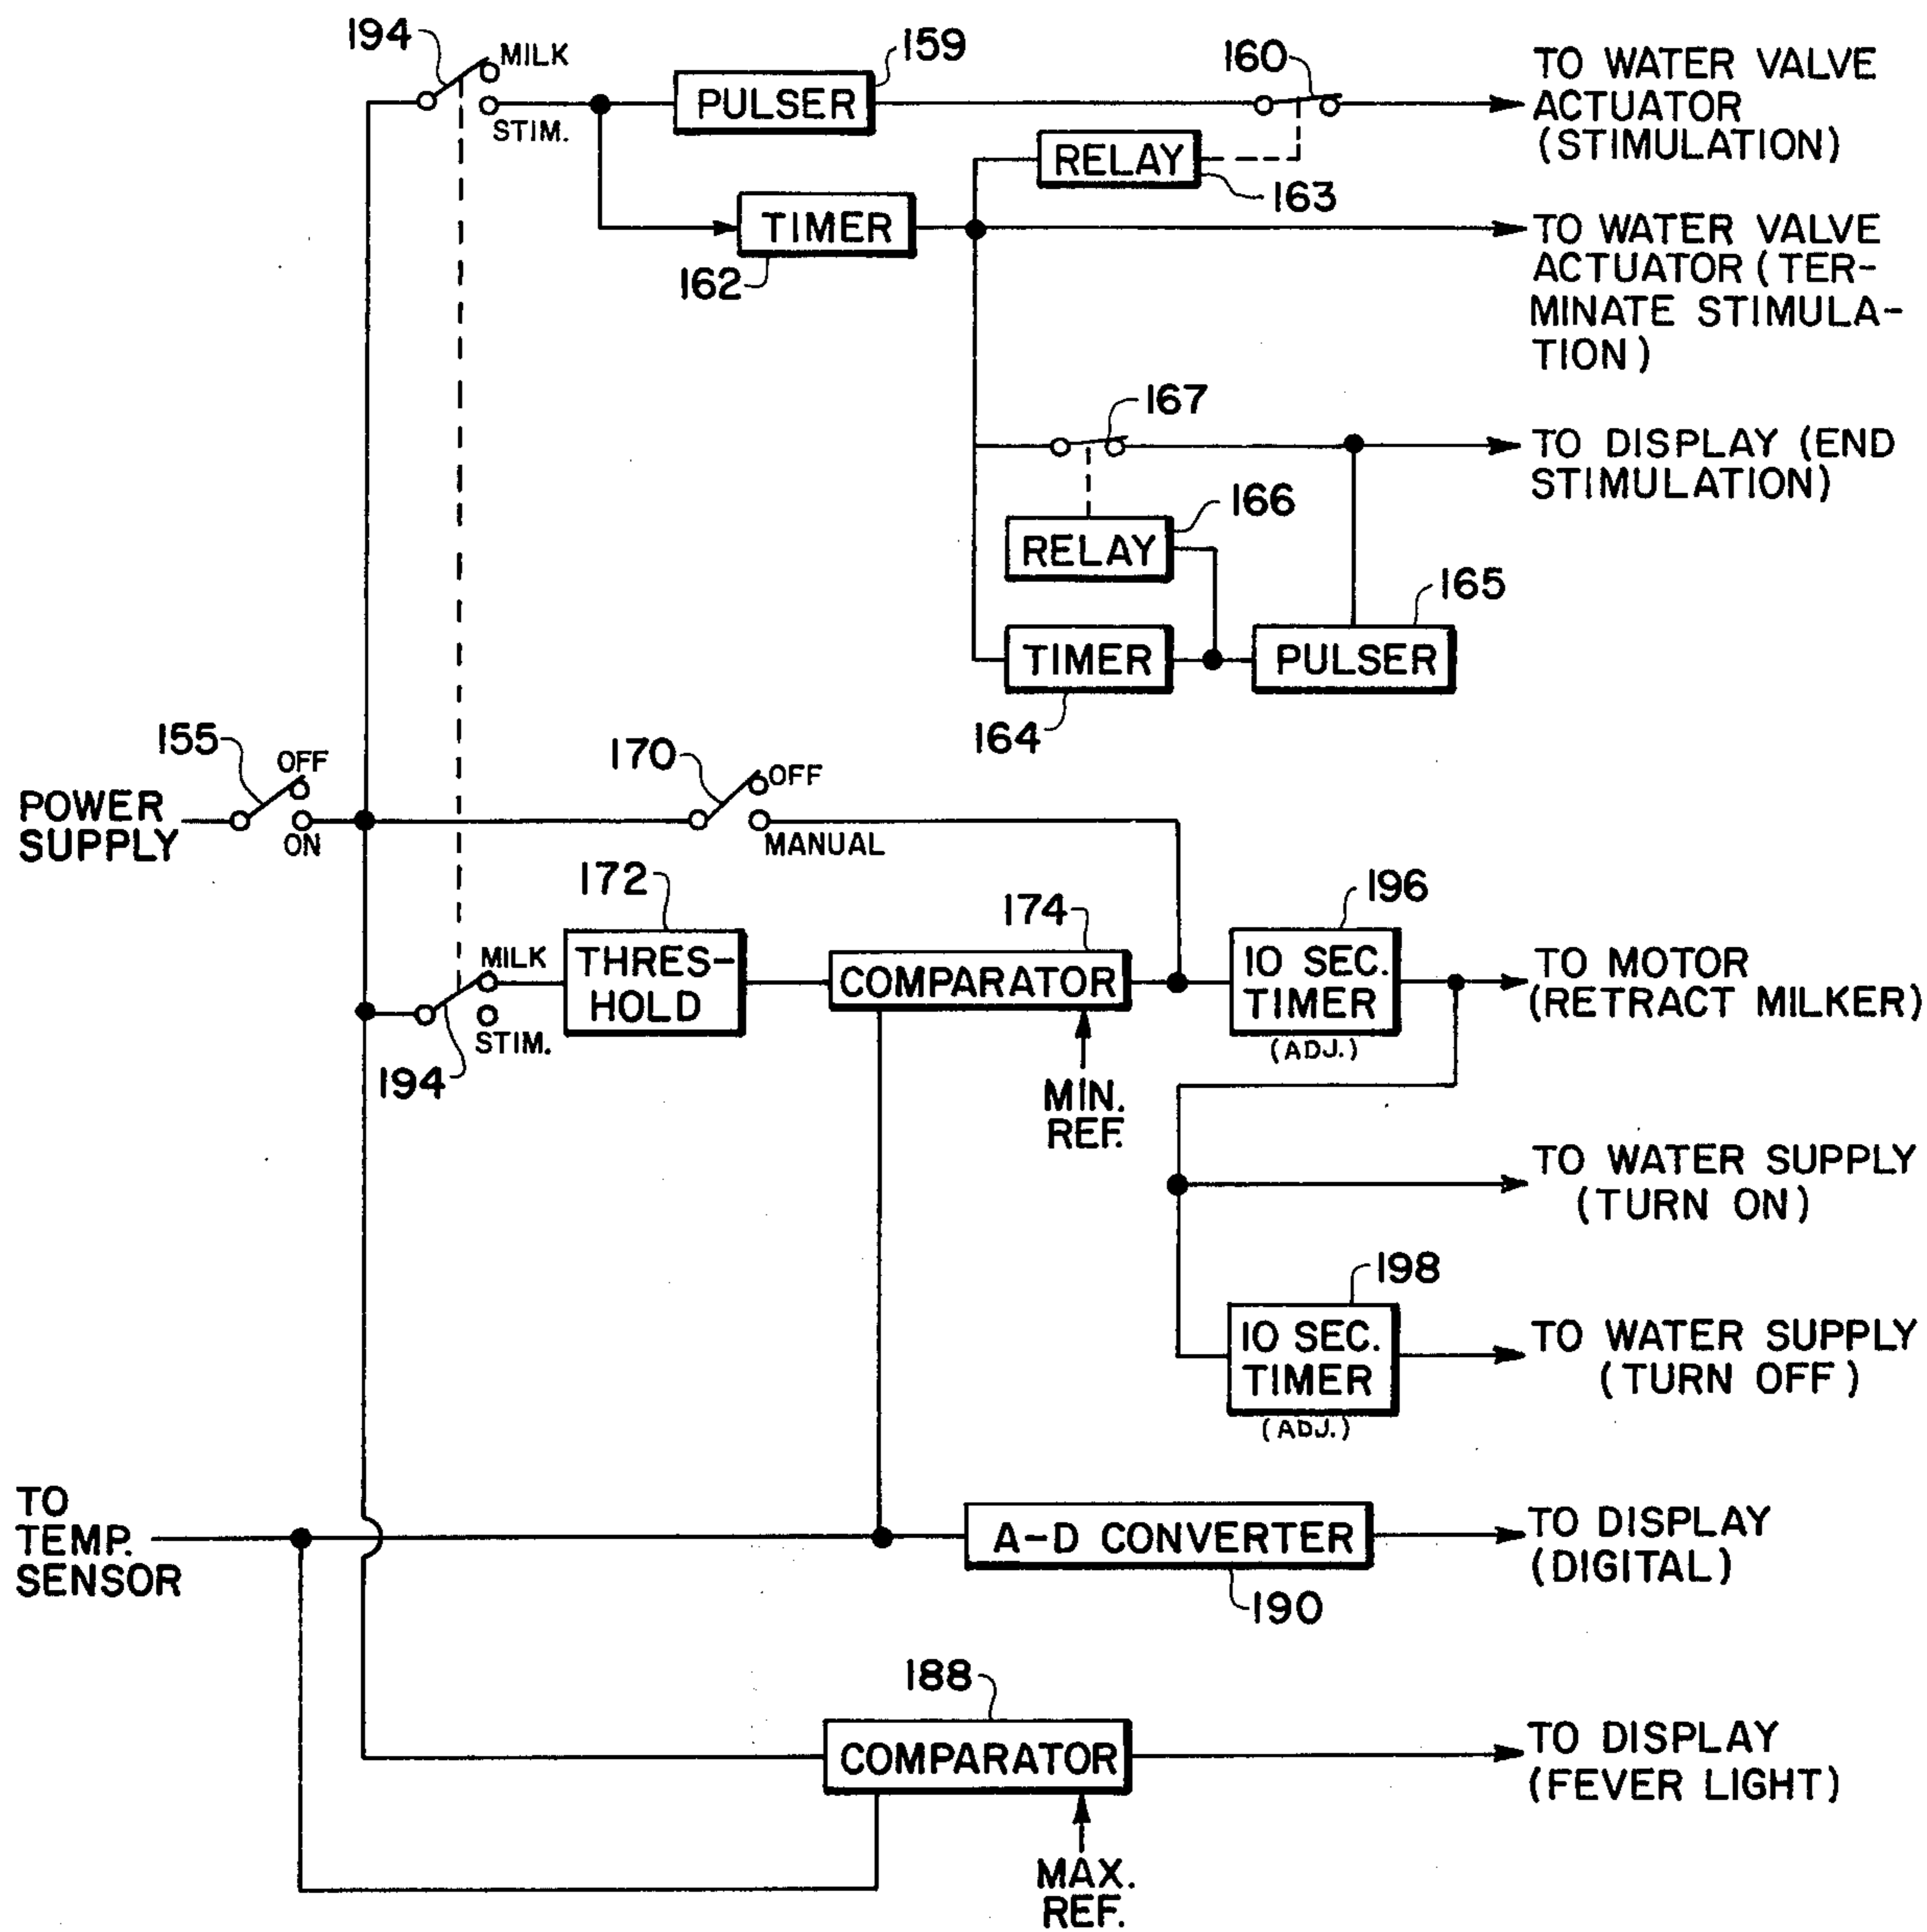 194
MILK
STIM.
PULSER
159
160
TO WATER VALVE
ACTUATOR
(STIMULATION)
RELAY
163
TIMER
162
TO WATER VALVE
ACTUATOR (TER-
MINATE STIMULA-
TION)
167
TO DISPLAY (END
STIMULATION)
166
RELAY
165
TIMER
PULSER
164
155
OFF
POWER
SUPPLY
ON
170
OFF
MANUAL
172
THRES-
HOLD
174
COMPARATOR
196
10 SEC.
TIMER
(ADJ.)
TO MOTOR
(RETRACT MILKER)
MILK
STIM.
194
MIN.
REF.
TO WATER SUPPLY
(TURN ON)
198
10 SEC.
TIMER
(ADJ.)
TO WATER SUPPLY
(TURN OFF)
TO
TEMP.
SENSOR
A-D CONVERTER
190
TO DISPLAY
(DIGITAL)
188
COMPARATOR
TO DISPLAY
(FEVER LIGHT)
MAX.
REF.